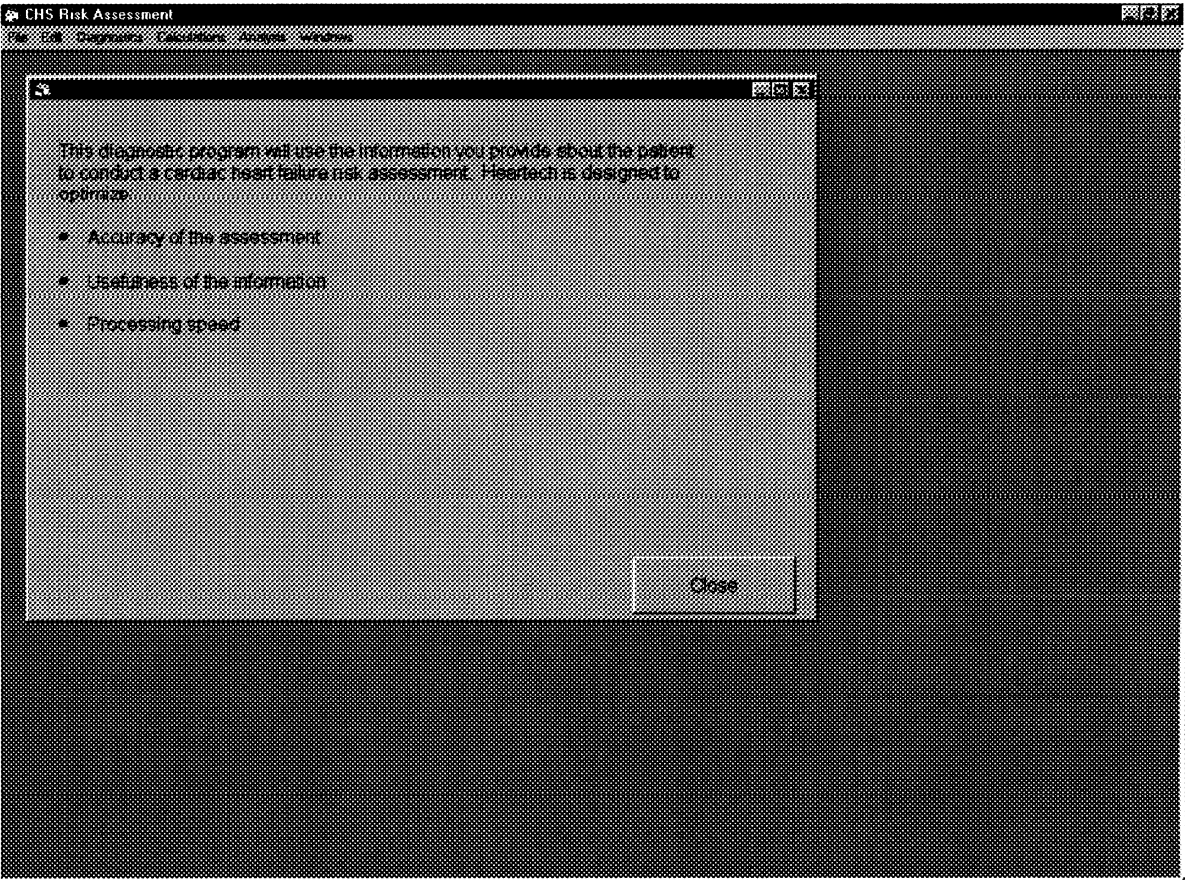 CHS Risk Assessment
File Edit Diagnostics Calculations Analysis Windows
This diagnostic program will use the information you provide about the patient
to conduct a cardiac heart failure risk assessment. Heartech is designed to
optimize
• Accuracy of the assessment
• Usefulness of the information
• Processing speed
Close